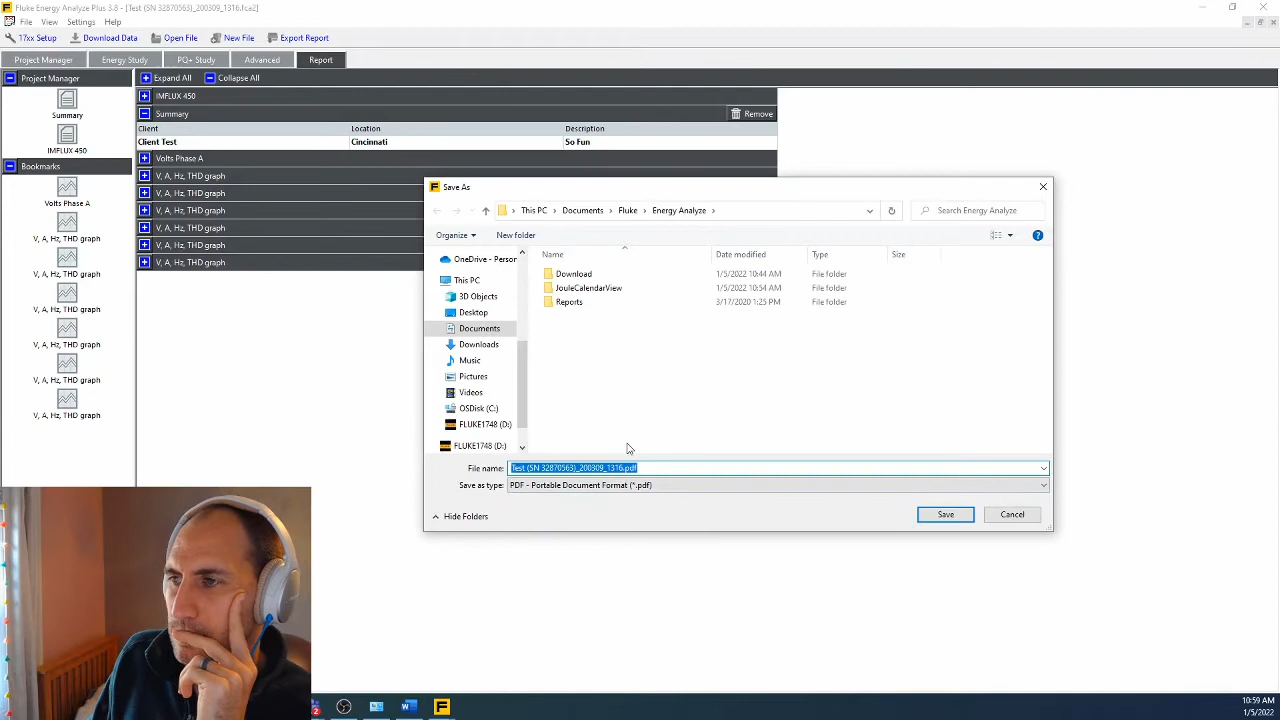 Fluke Energy Analyze Plus 3.8 - [Test (SN 32870563)_200309_1316.fca2]
File View Settings Help
17xx Setup Download Data Open File New File Export Report
Project Manager Energy Study PQ+ Study Advanced Report
Project Manager
Summary
IMFLUX 450
Bookmarks
Volts Phase A
V, A, Hz, THD graph
V, A, Hz, THD graph
V, A, Hz, THD graph
V, A, Hz, THD graph
V, A, Hz, THD graph
V, A, Hz, THD graph
Expand All Collapse All
IMFLUX 450
Summary Remove
Client Location Description
Client Test Cincinnati So Fun
Volts Phase A
V, A, Hz, THD graph
V, A, Hz, THD graph
V, A, Hz, THD graph
V, A, Hz, THD graph
V, A, Hz, THD graph
V, A, Hz, THD graph
Save As
This PC > Documents > Fluke > Energy Analyze > Search Energy Analyze
Organize New folder
OneDrive - Person
This PC
3D Objects
Desktop
Documents
Downloads
Music
Pictures
Videos
OSDisk (C:)
FLUKE1748 (D:)
FLUKE1748 (D:)
Name Date modified Type Size
Download 1/5/2022 10:44 AM File folder
JouleCalendarView 1/5/2022 10:54 AM File folder
Reports 3/17/2020 1:25 PM File folder
File name: Test (SN 32870563)_200309_1316.pdf
Save as type: PDF - Portable Document Format (*.pdf)
Hide Folders Save Cancel
10:59 AM
1/5/2022